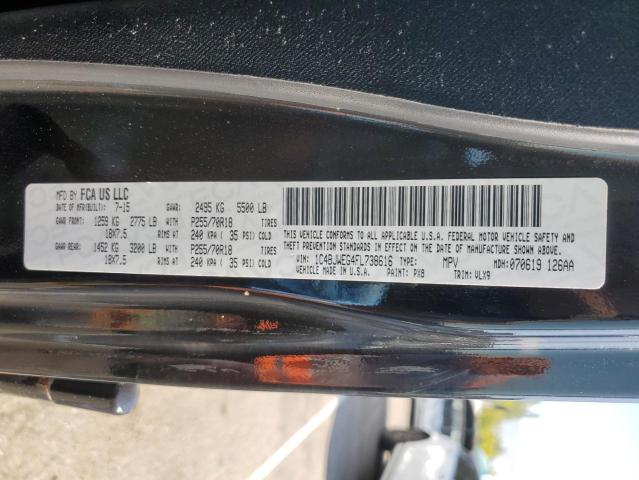 MFD BY FCA US LLC
DATE OF MFR(BUILT): 7-15 GVWR: 2495 KG 5500 LB
GAWR FRONT 1259 KG 2775 LB WITH P255/70R18 TIRES
18X7.5 RIMS AT 240 KPA ( 35 PSI) COLD
GAWR REAR: 1452 KG 3200 LB WITH P255/70R18 TIRES
18X7.5 RIMS AT 240 KPA ( 35 PSI) COLD
THIS VEHICLE CONFORMS TO ALL APPLICABLE U.S.A. FEDERAL MOTOR VEHICLE SAFETY AND
THEFT PREVENTION STANDARDS IN EFFECT ON THE DATE OF MANUFACTURE SHOWN ABOVE.
VIN: 1C4BJWEG4FL738616 TYPE: MPV MDH: 070619 126AA
VEHICLE MADE IN U.S.A. PAINT: PX8 TRIM: VLX9